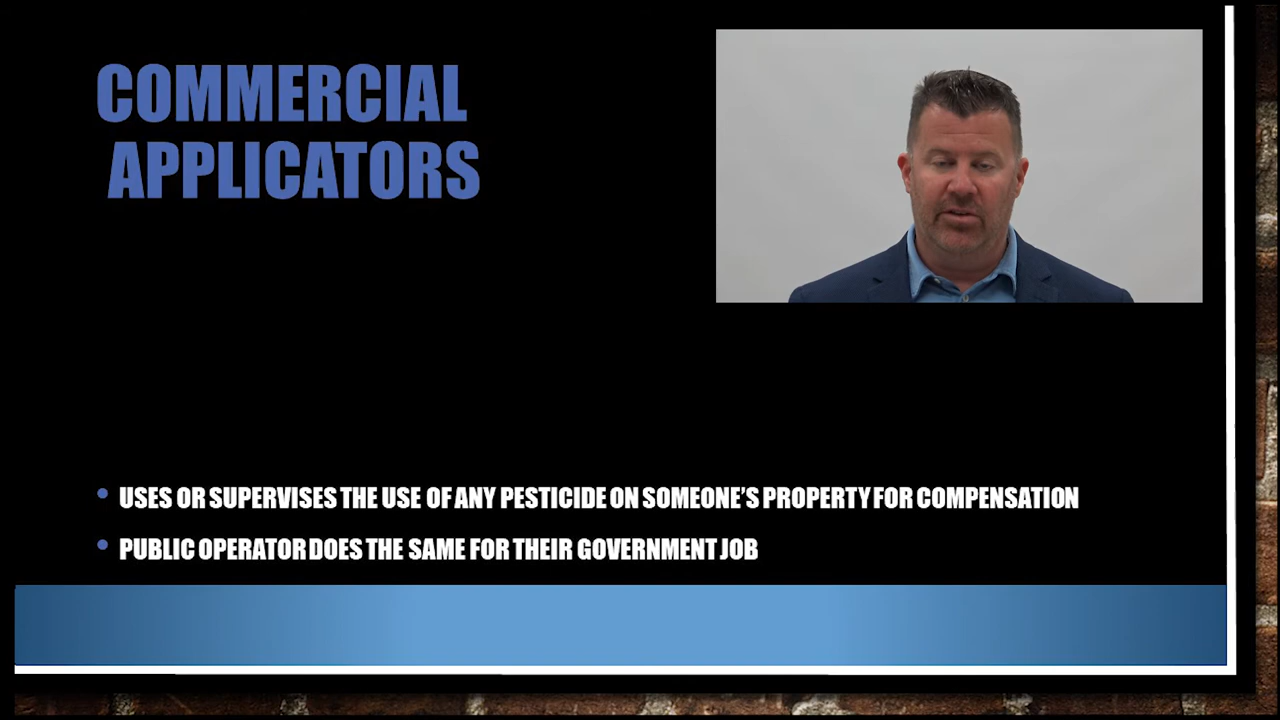 COMMERCIAL
APPLICATORS
• USES OR SUPERVISES THE USE OF ANY PESTICIDE ON SOMEONE'S PROPERTY FOR COMPENSATION
• PUBLIC OPERATOR DOES THE SAME FOR THEIR GOVERNMENT JOB